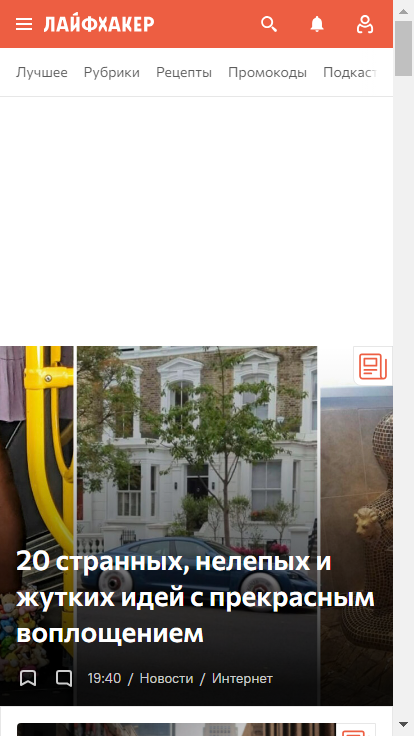 ЛАЙФХАКЕР
Лучшее Рубрики Рецепты Промокоды Подкаст
20 странных, нелепых и
жутких идей с прекрасным
воплощением
19:40 / Новости / Интернет